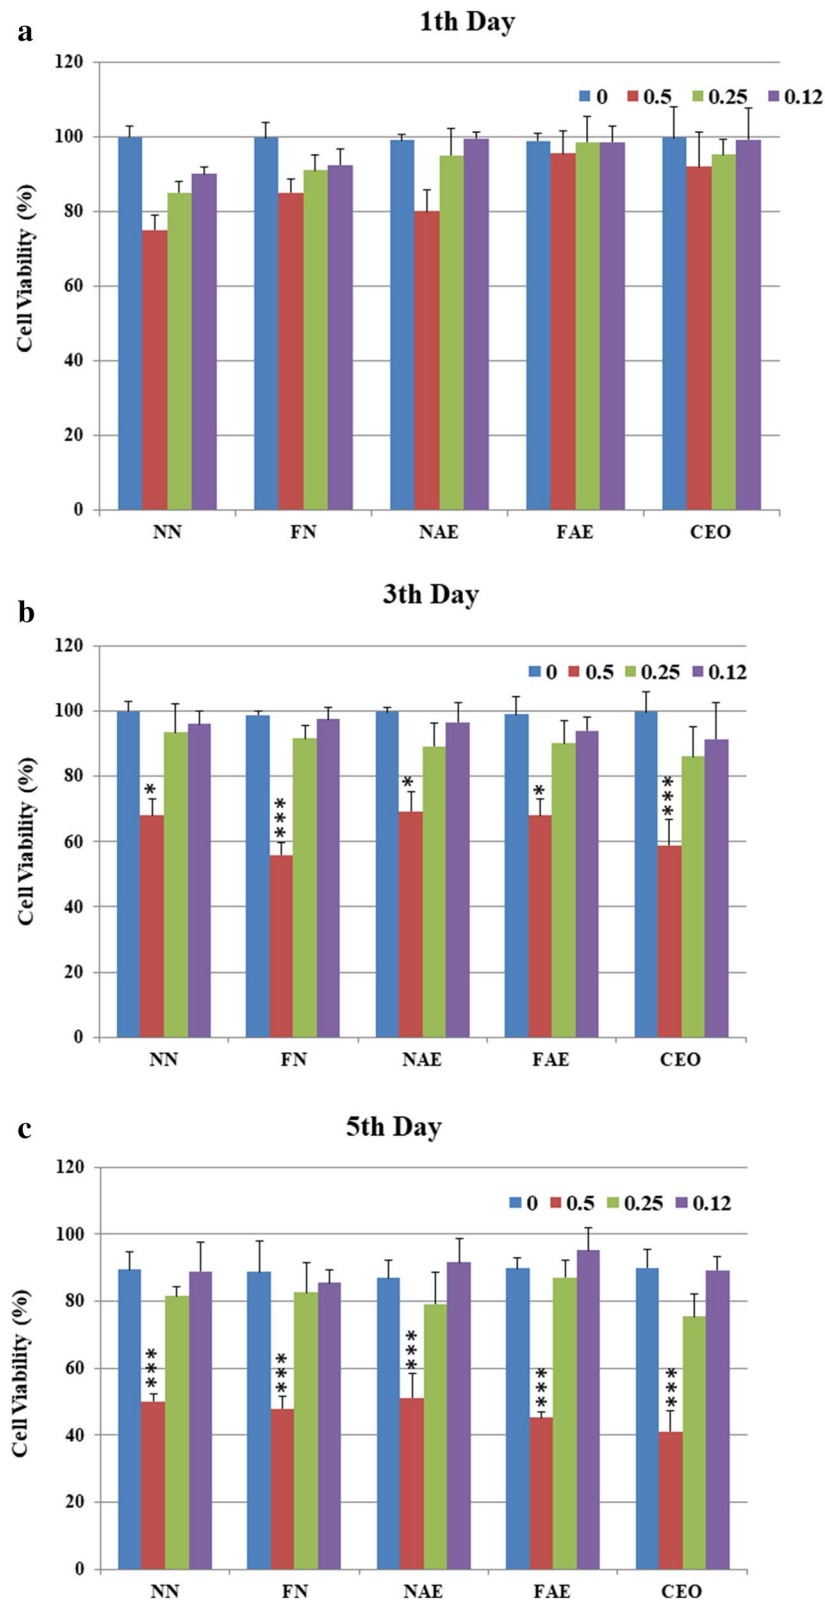 a
1th Day
120
0 0.5 0.25 0.12
100
80
60
40
20
0
Cell Viability (%)
NN FN NAE FAE CEO
b
3th Day
120
0 0.5 0.25 0.12
100
80
60
40
20
0
Cell Viability (%)
* *** * * ***
NN FN NAE FAE CEO
c
5th Day
120
0 0.5 0.25 0.12
100
80
60
40
20
0
Cell Viability (%)
*** *** *** *** ***
NN FN NAE FAE CEO